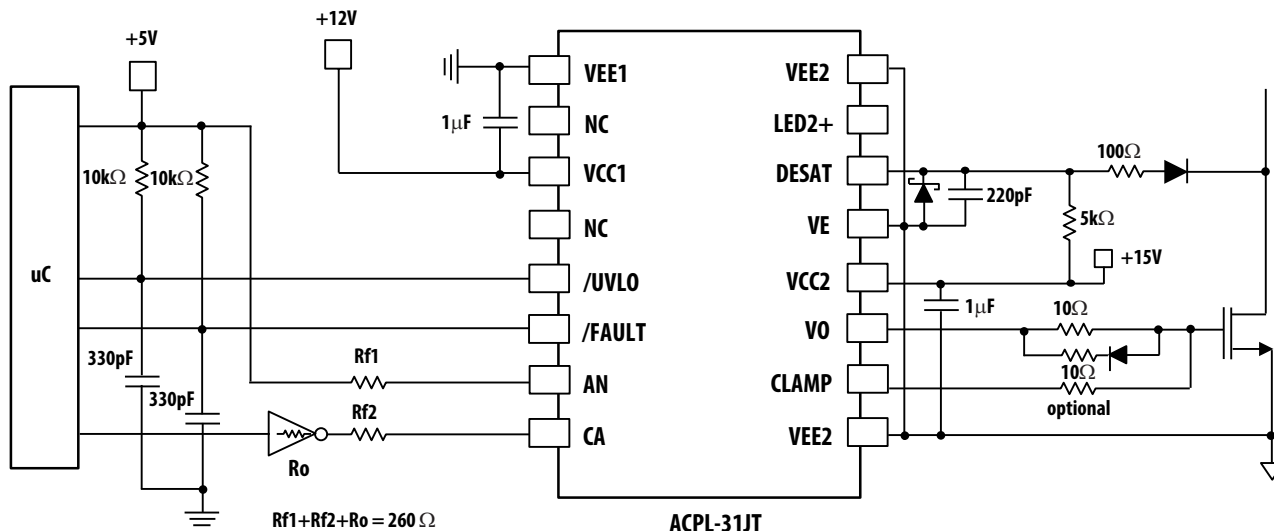 +5V
+12V
uC
10kΩ
10kΩ
1μF
330pF
330pF
Rf1
Rf2
Ro
Rf1+Rf2+Ro = 260 Ω
VEE1
NC
VCC1
NC
/UVLO
/FAULT
AN
CA
VEE2
LED2+
DESAT
VE
VCC2
VO
CLAMP
VEE2
ACPL-31JT
100Ω
220pF
5kΩ
+15V
1μF
10Ω
10Ω
optional